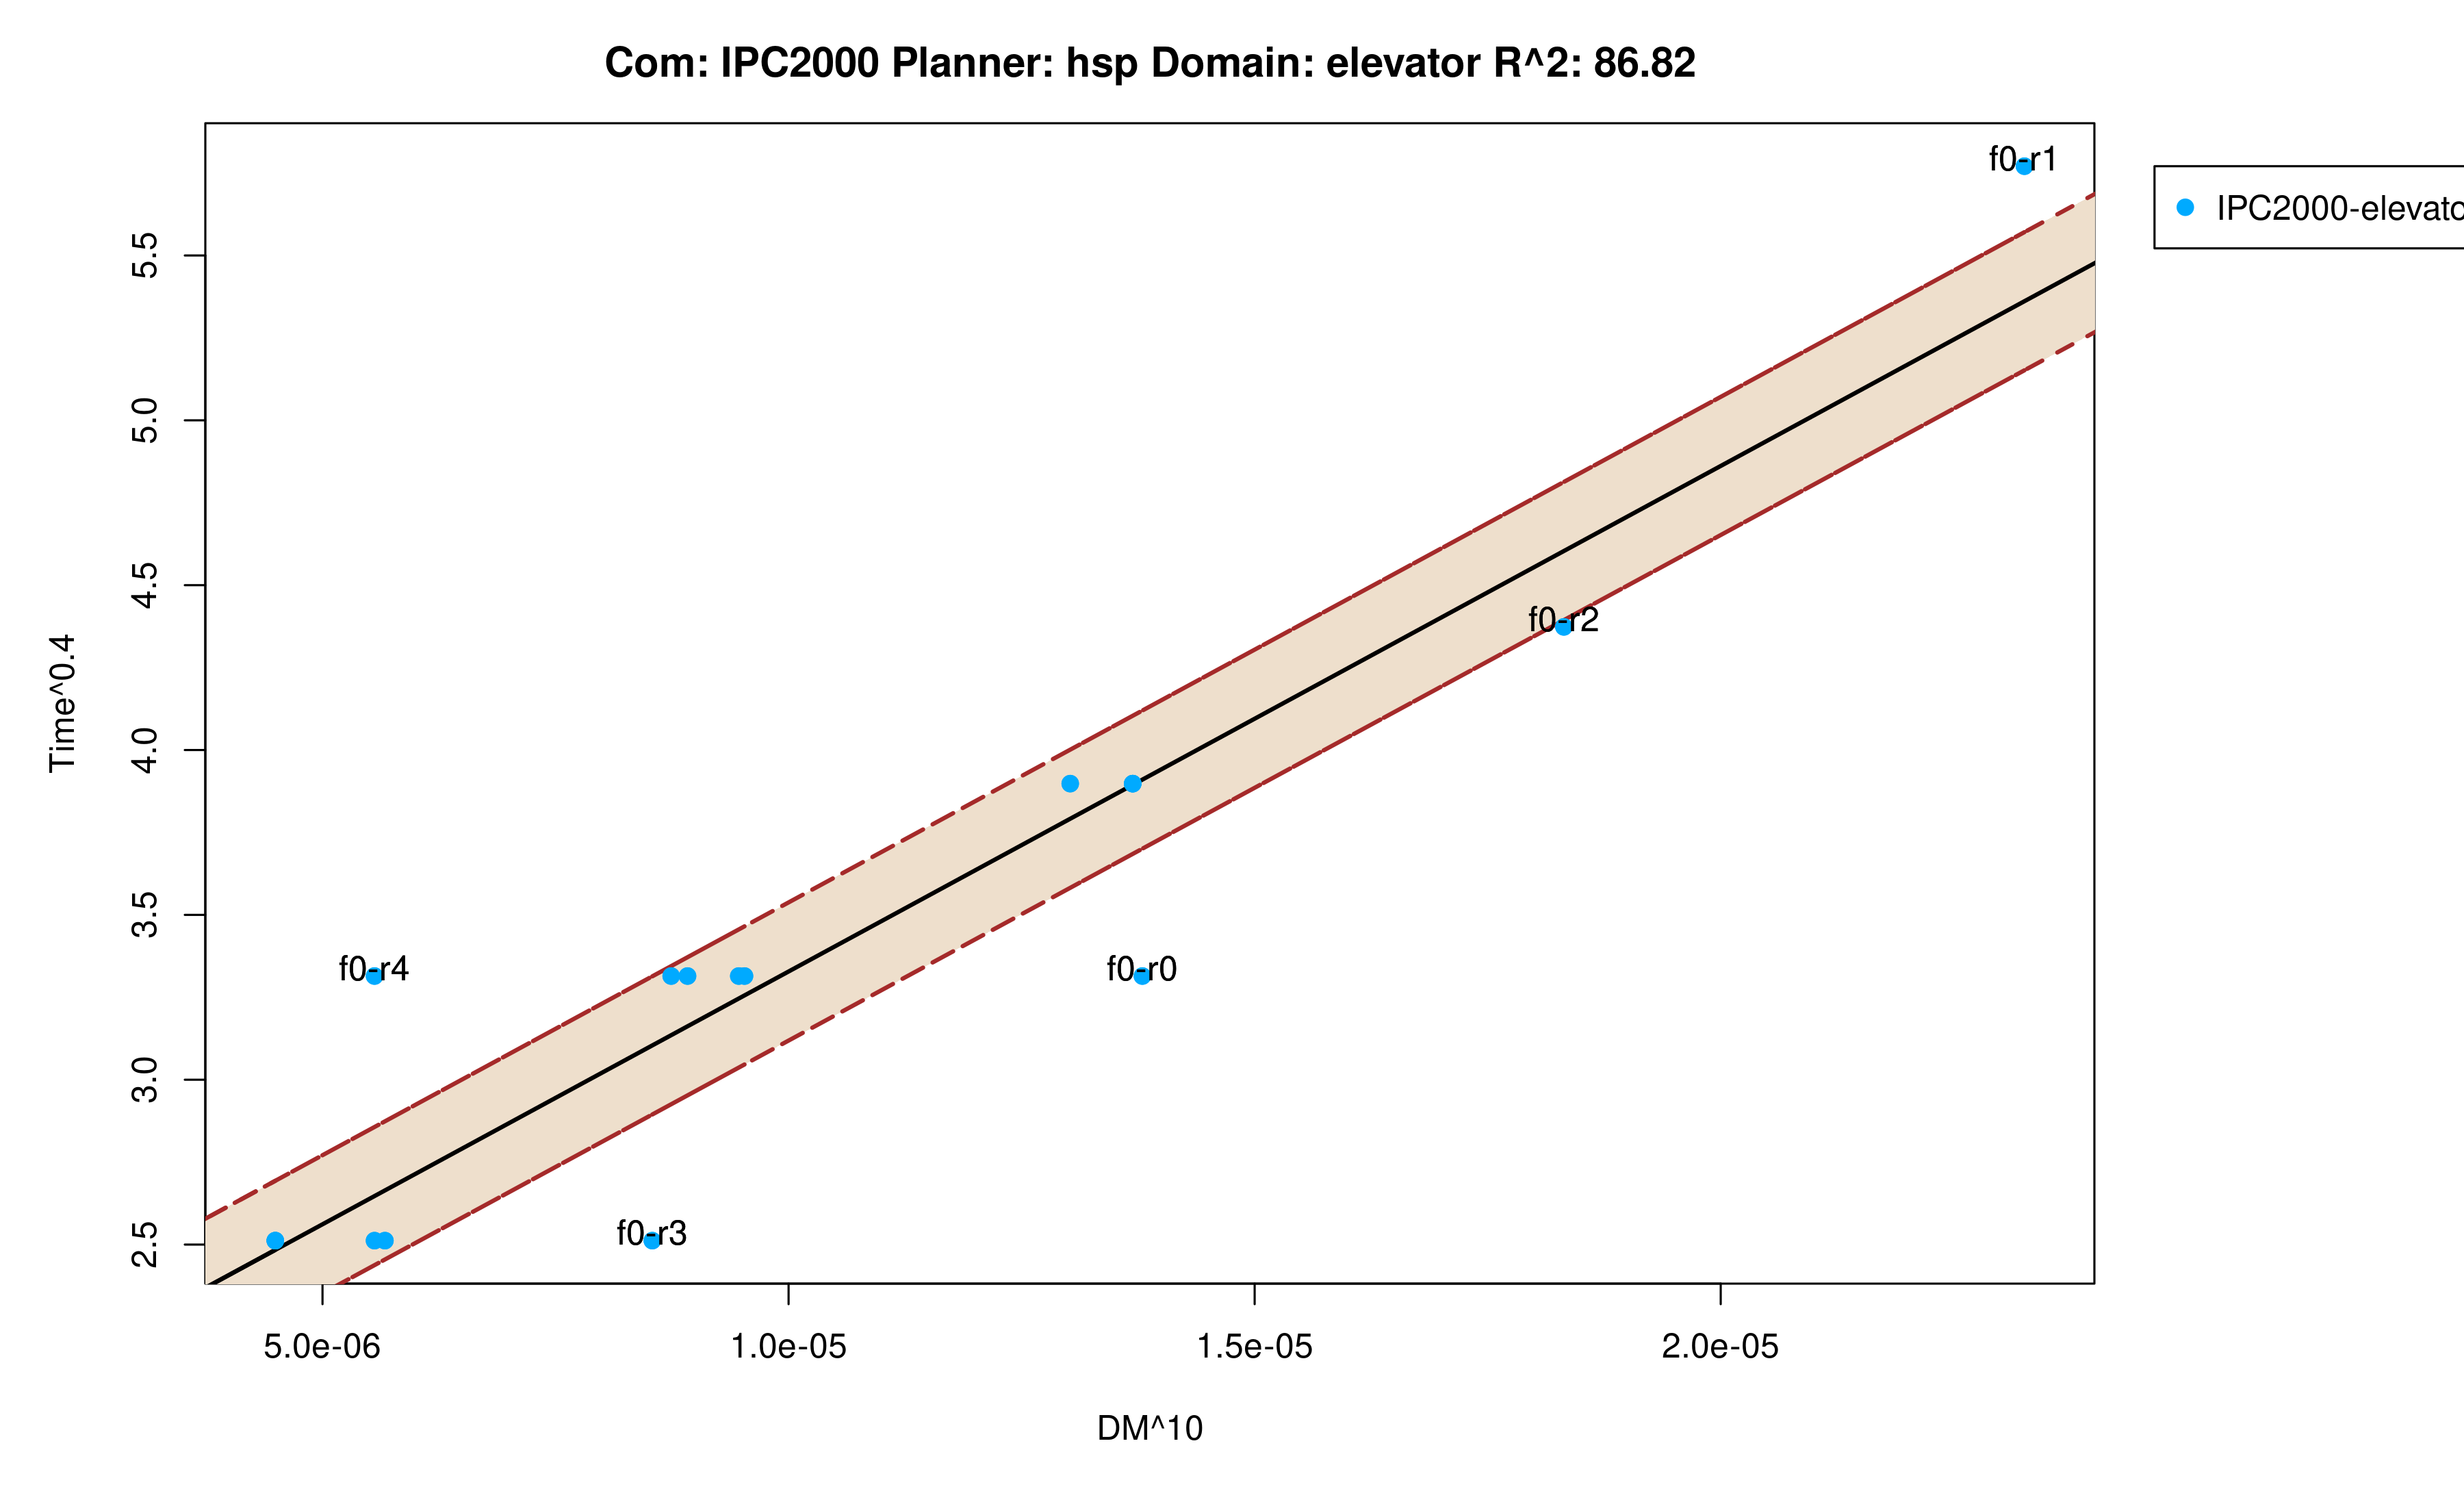 Com: IPC2000 Planner: hsp Domain: elevator R^2: 86.82
f0-r1
IPC2000-elevato
5.5
5.0
4.5
f0-r2
4.0
Time^0.4
3.5
f0-r4
f0-r0
3.0
f0-r3
2.5
5.0e-06 1.0e-05 1.5e-05 2.0e-05
DM^10